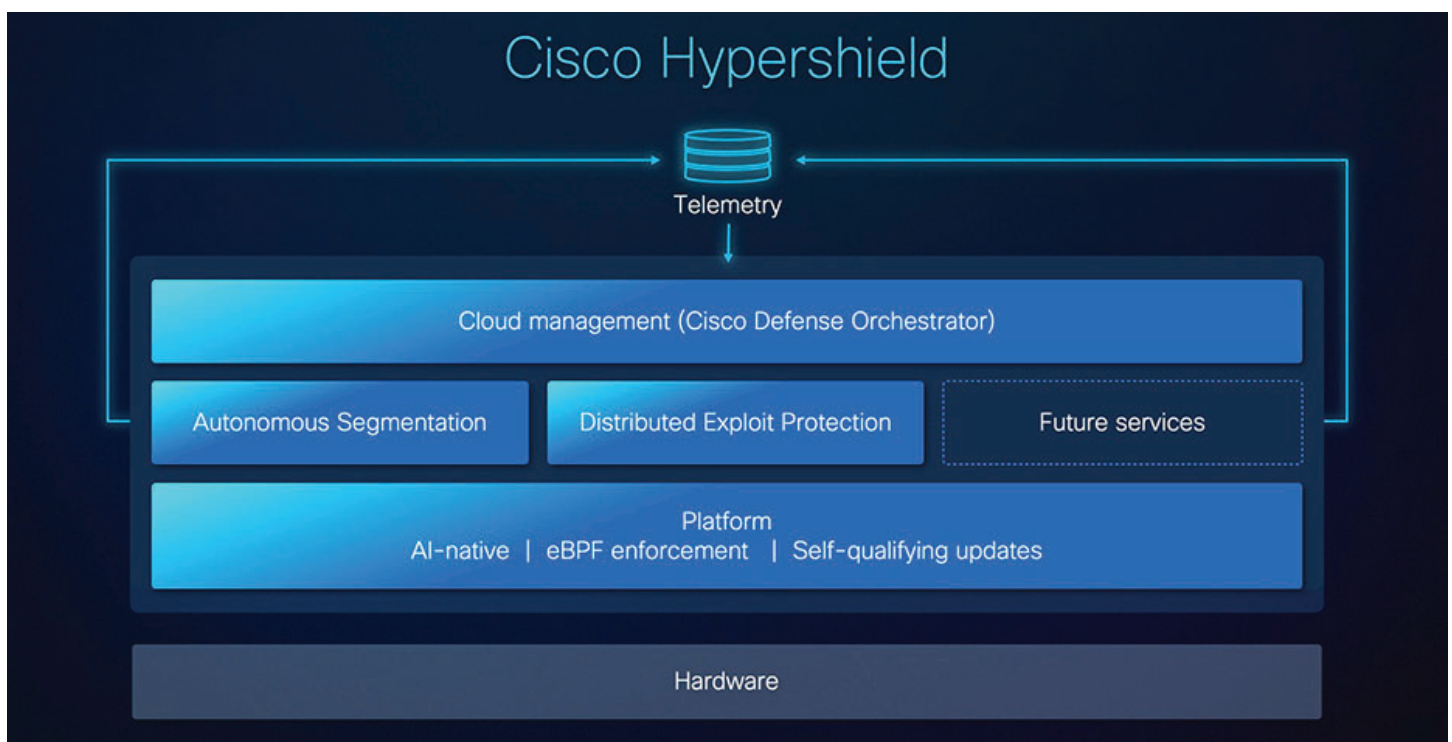 Cisco Hypershield
Telemetry
Cloud management (Cisco Defense Orchestrator)
Autonomous Segmentation
Distributed Exploit Protection
Future services
Platform
AI-native | eBPF enforcement | Self-qualifying updates
Hardware